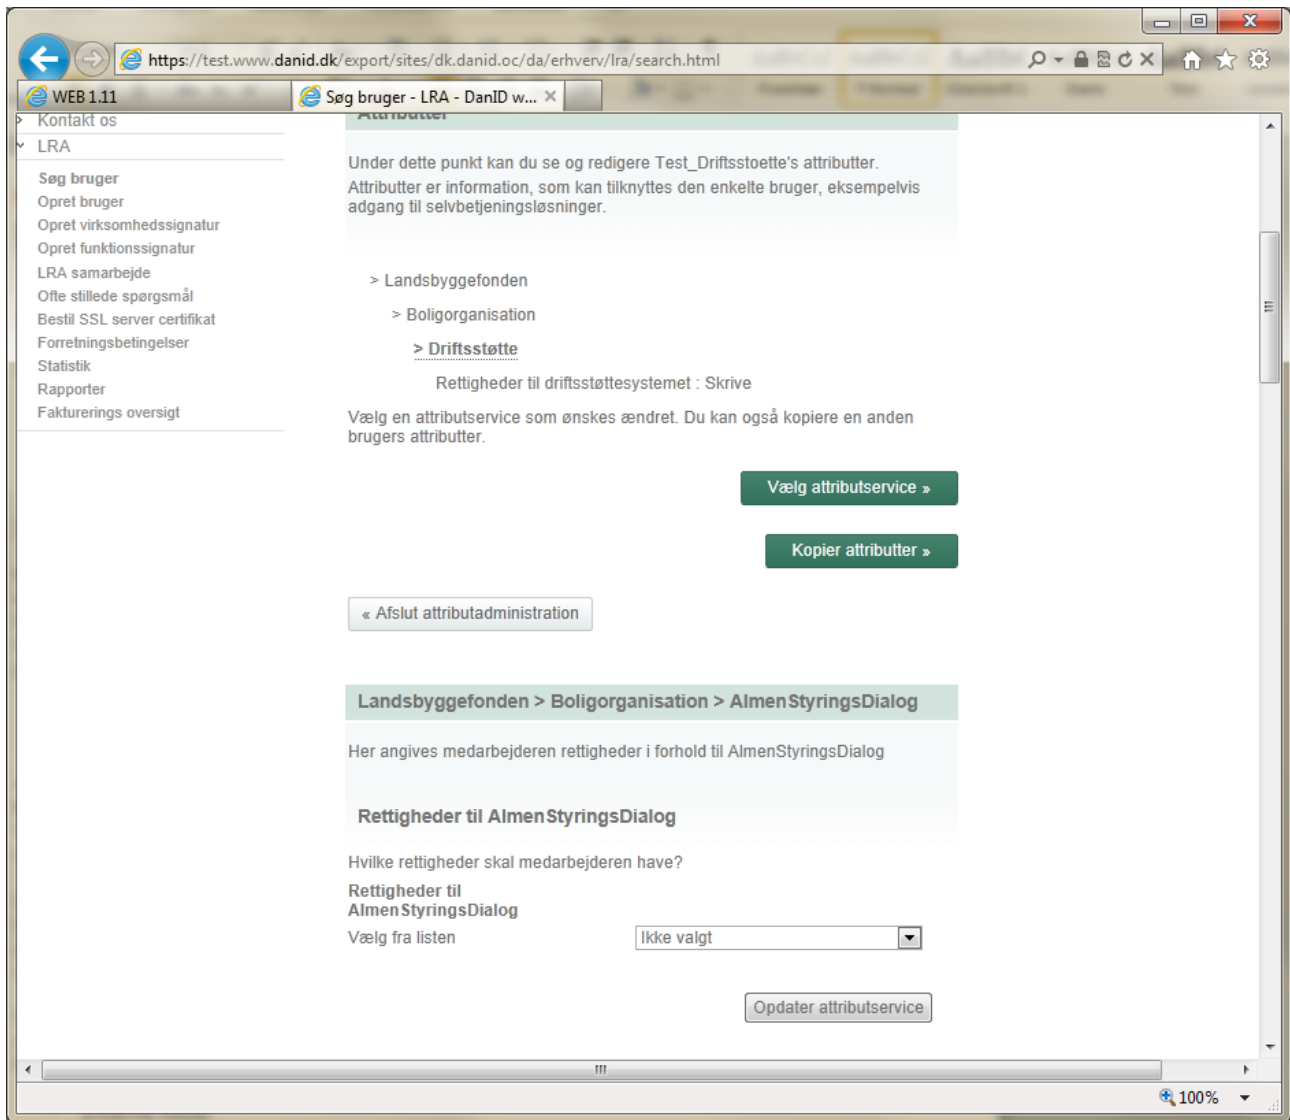 https://test.www.danid.dk/export/sites/dk.danid.oc/da/erhverv/lra/search.html
WEB 1.11
Søg bruger - LRA - DanID w...
Kontakt os
LRA
Søg bruger
Opret bruger
Opret virksomhedssignatur
Opret funktionssignatur
LRA samarbejde
Ofte stillede spørgsmål
Bestil SSL server certifikat
Forretningsbetingelser
Statistik
Rapporter
Fakturerings oversigt
Attributter
Under dette punkt kan du se og redigere Test_Driftsstoette's attributter.
Attributter er information, som kan tilknyttes den enkelte bruger, eksempelvis
adgang til selvbetjeningsløsninger.
> Landsbyggefonden
> Boligorganisation
> Driftsstøtte
Rettigheder til driftsstøttesystemet : Skrive
Vælg en attributservice som ønskes ændret. Du kan også kopiere en anden
brugers attributter.
Vælg attributservice »
Kopier attributter »
« Afslut attributadministration
Landsbyggefonden > Boligorganisation > AlmenStyringsDialog
Her angives medarbejderen rettigheder i forhold til AlmenStyringsDialog
Rettigheder til AlmenStyringsDialog
Hvilke rettigheder skal medarbejderen have?
Rettigheder til
AlmenStyringsDialog
Vælg fra listen
Ikke valgt
Opdater attributservice
100%